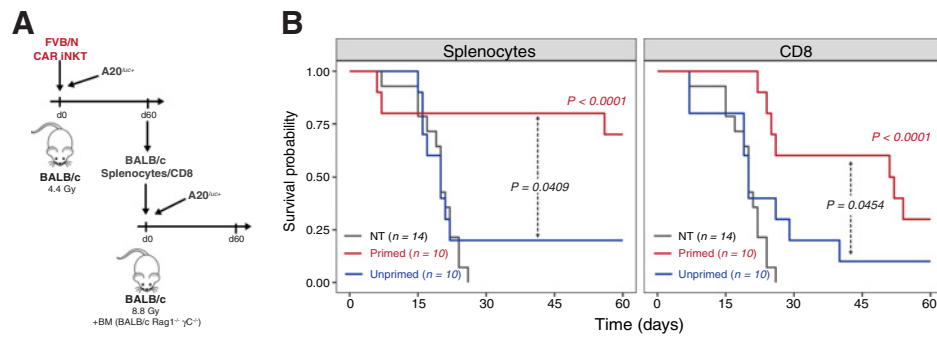 A
FVB/N
CAR iNKT
A20luc+
d0
d60
BALB/c
4.4 Gy
BALB/c
Splenocytes/CD8
A20luc+
d0
d60
BALB/c
8.8 Gy
+BM (BALB/c Rag1-/- γC-/-)
B
Splenocytes
CD8
Survival probability
1.00
0.75
0.50
0.25
0.00
P < 0.0001
P = 0.0409
NT (n = 14)
Primed (n = 10)
Unprimed (n = 10)
0
15
30
45
60
P < 0.0001
P = 0.0454
NT (n = 14)
Primed (n = 10)
Unprimed (n = 10)
0
15
30
45
60
Time (days)